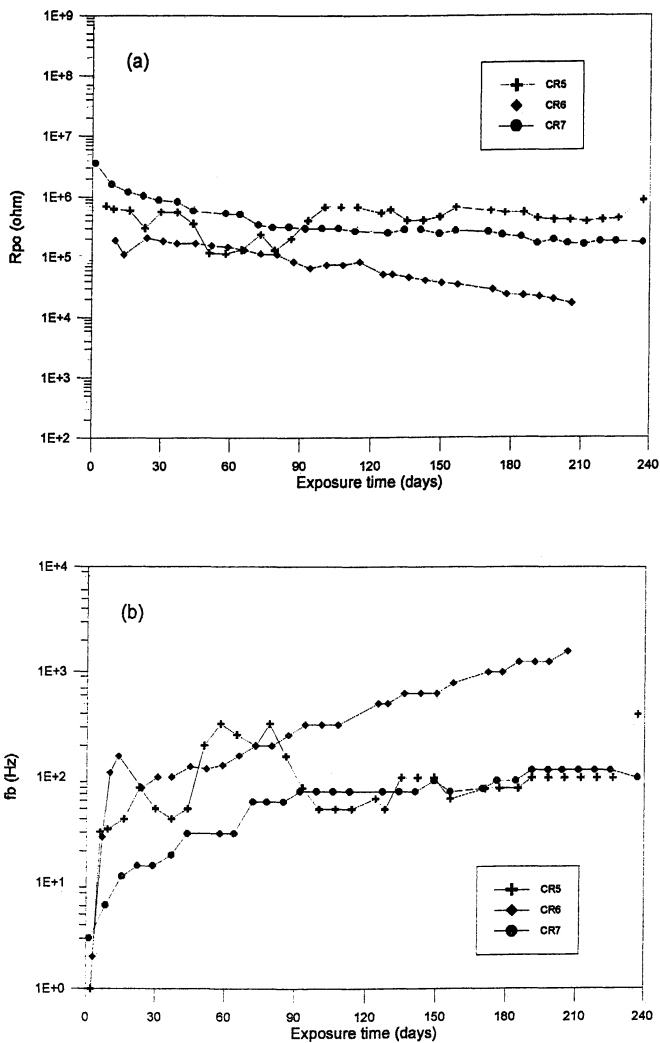 1E+9
(a)
CR5
1E+8
CR6
1E+7
CR7
1E+6
Rpo (ohm)
1E+5
1E+4
1E+3
1E+2
0 30 60 90 120 150 180 210 240
Exposure time (days)
1E+4
(b)
1E+3
fb (Hz)
1E+2
1E+1
CR5
CR6
CR7
1E+0
0 30 60 90 120 150 180 210 240
Exposure time (days)